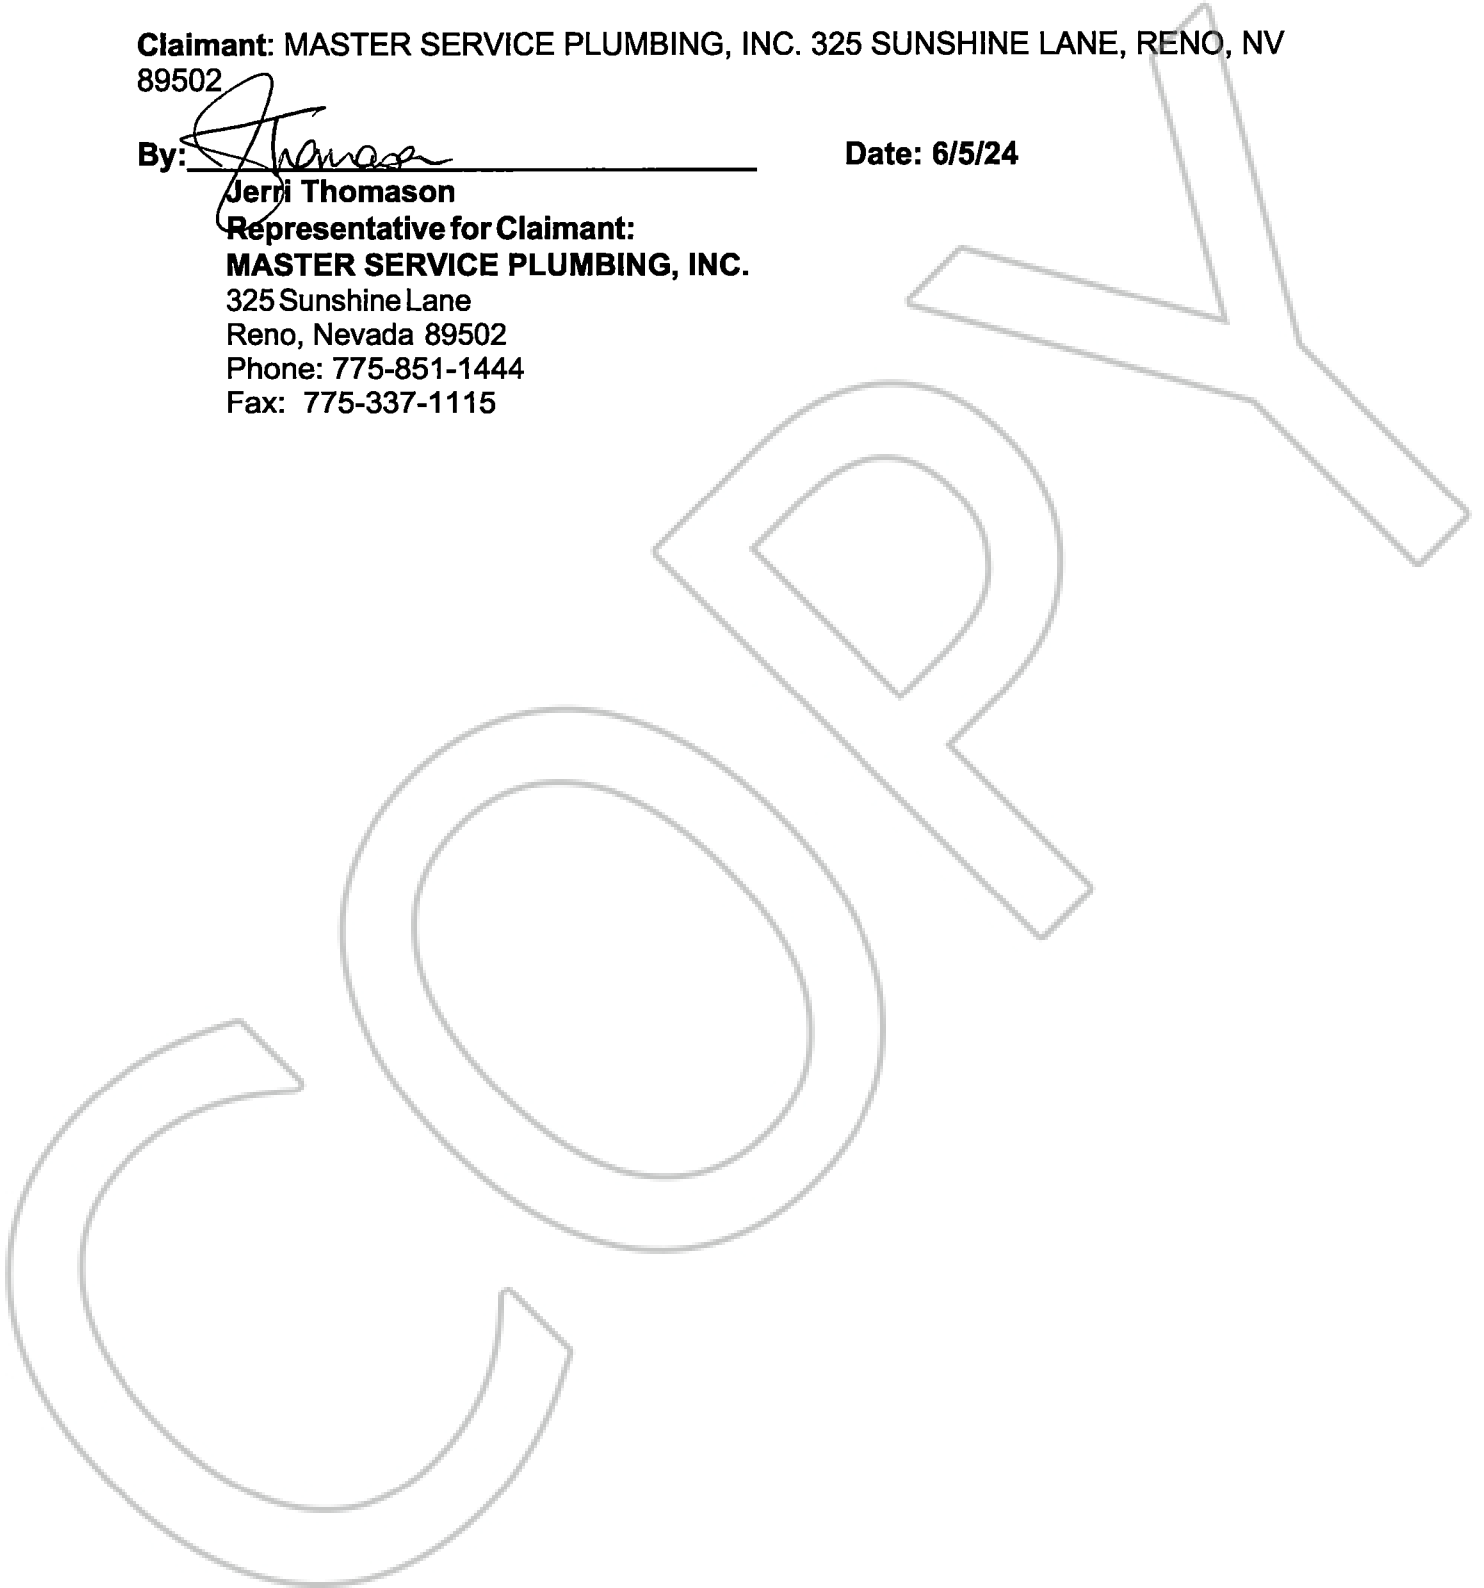 Claimant: MASTER SERVICE PLUMBING, INC. 325 SUNSHINE LANE, RENO, NV
89502
By: JThomason Date: 6/5/24
Jerri Thomason
Representative for Claimant:
MASTER SERVICE PLUMBING, INC.
325 Sunshine Lane
Reno, Nevada 89502
Phone: 775-851-1444
Fax: 775-337-1115
COPY